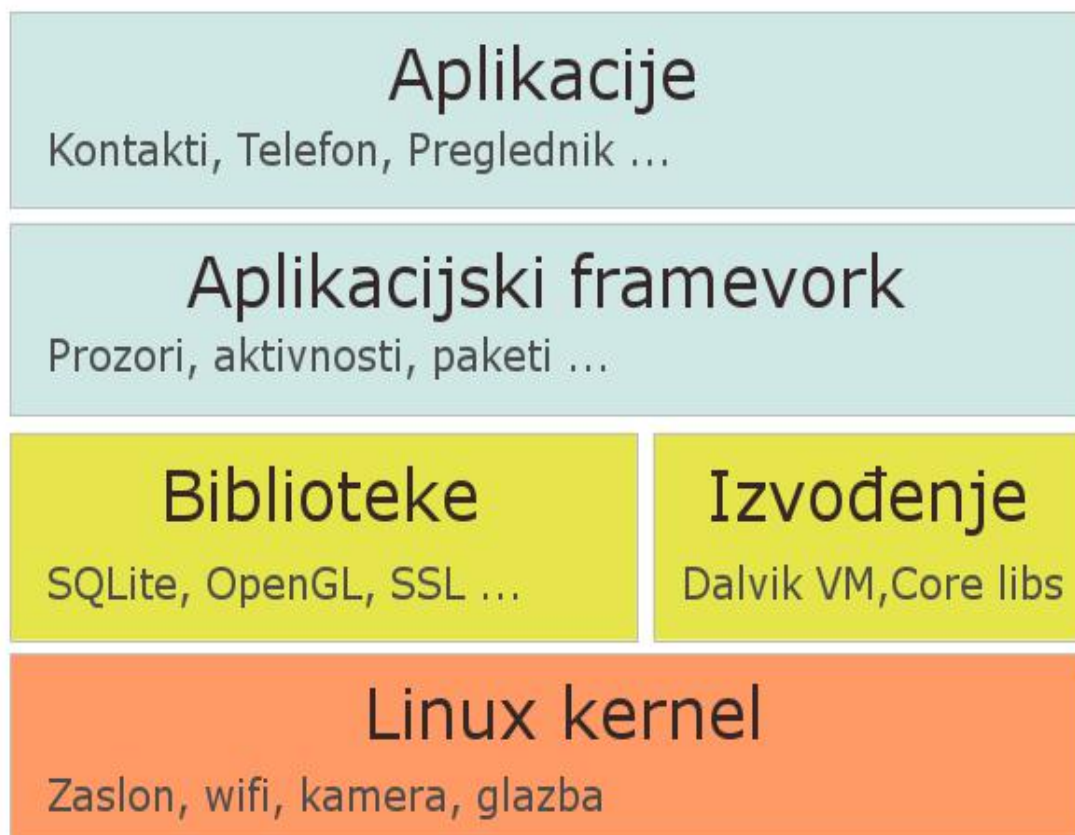 Aplikacije
Kontakti, Telefon, Preglednik ...
Aplikacijski framevork
Prozori, aktivnosti, paketi ...
Biblioteke
SQLite, OpenGL, SSL ...
Izvođenje
Dalvik VM,Core libs
Linux kernel
Zaslon, wifi, kamera, glazba